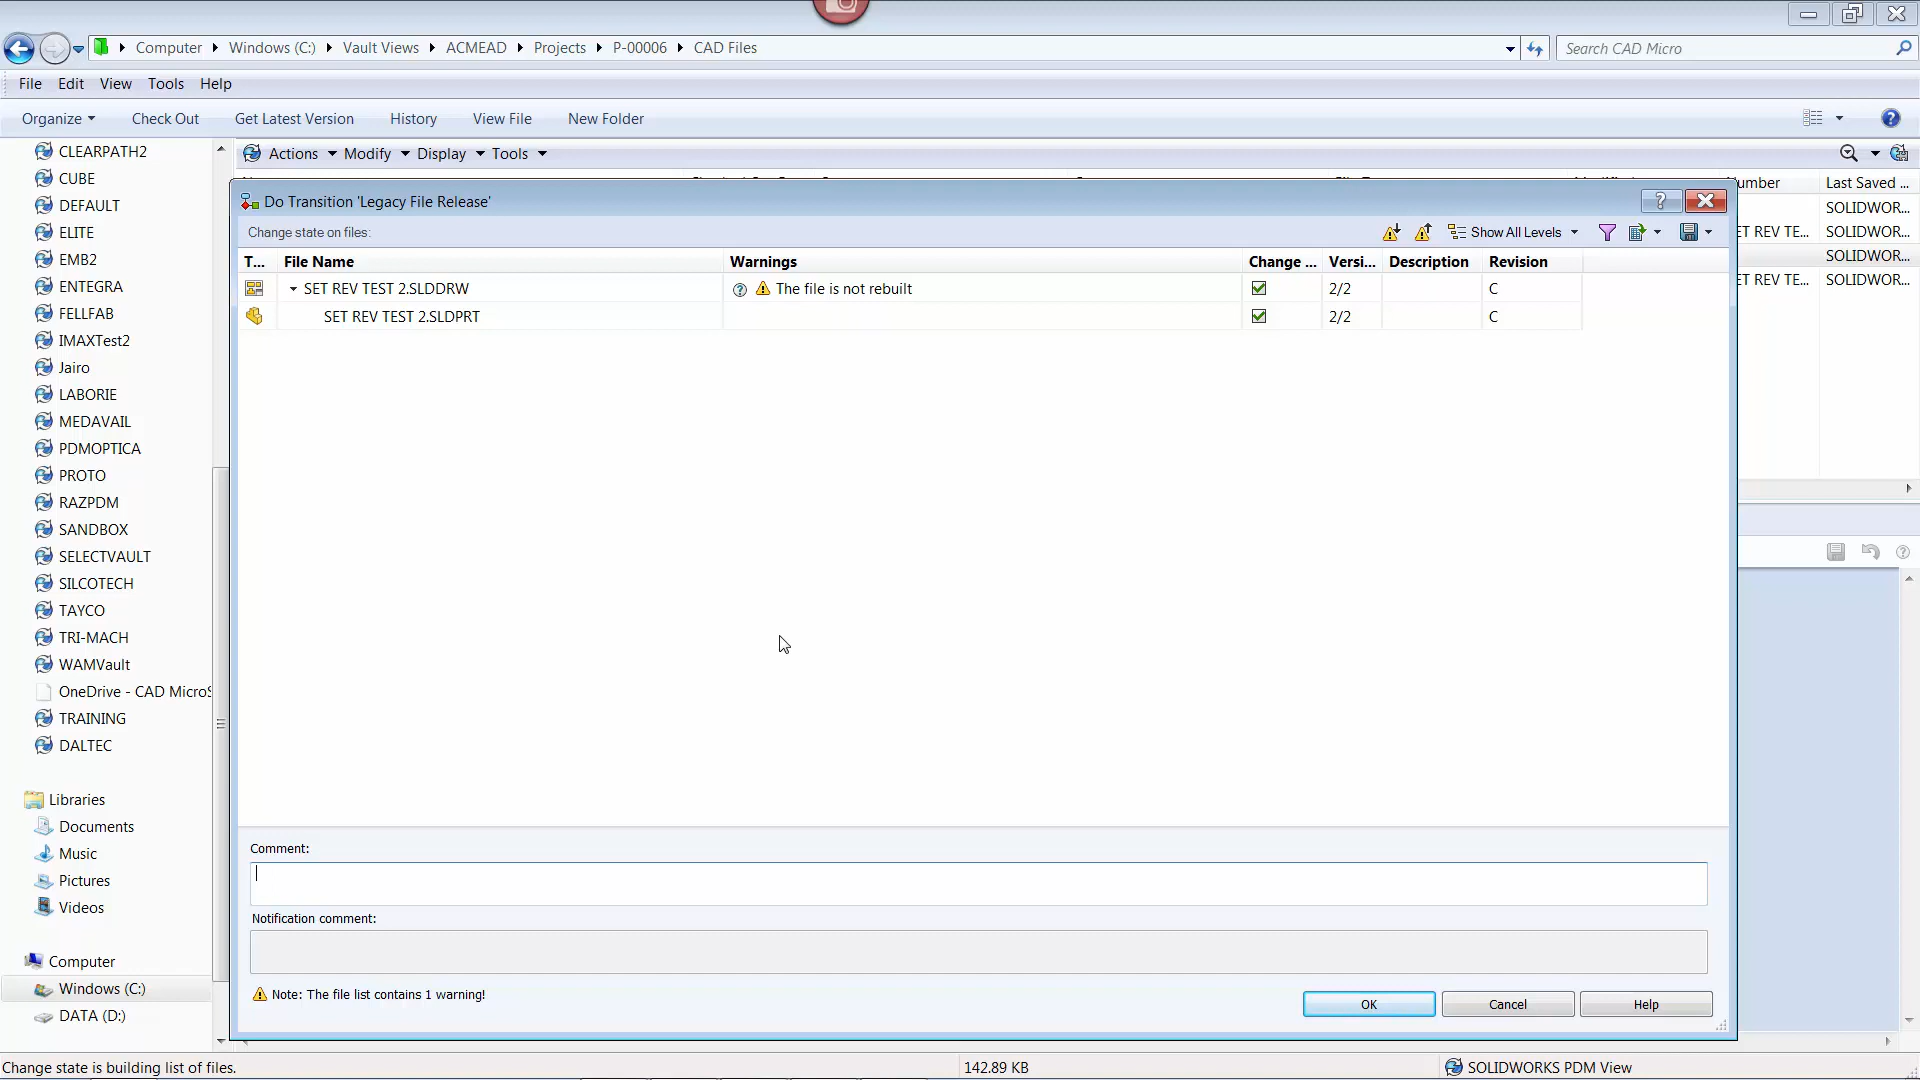 Computer Windows (C:) Vault Views ACMEAD Projects P-00006 CAD Files
Search CAD Micro
File Edit View Tools Help
Organize Check Out Get Latest Version History View File New Folder
Actions Modify Display Tools
CLEARPATH2
CUBE
DEFAULT
ELITE
EMB2
ENTEGRA
FELLFAB
IMAXTest2
Jairo
LABORIE
MEDAVAIL
PDMOPTICA
PROTO
RAZPDM
SANDBOX
SELECTVAULT
SILCOTECH
TAYCO
TRI-MACH
WAMVault
OneDrive - CAD MicroS
TRAINING
DALTEC
Libraries
Documents
Music
Pictures
Videos
Computer
Windows (C:)
DATA (D:)
Do Transition 'Legacy File Release'
Change state on files:
Show All Levels
T... File Name Warnings Change ... Versi... Description Revision
SET REV TEST 2.SLDDRW The file is not rebuilt 2/2 C
SET REV TEST 2.SLDPRT 2/2 C
Comment:
Notification comment:
Note: The file list contains 1 warning!
OK Cancel Help
umber Last Saved ...
SOLIDWOR...
ET REV TE... SOLIDWOR...
SOLIDWOR...
ET REV TE... SOLIDWOR...
Change state is building list of files. 142.89 KB SOLIDWORKS PDM View